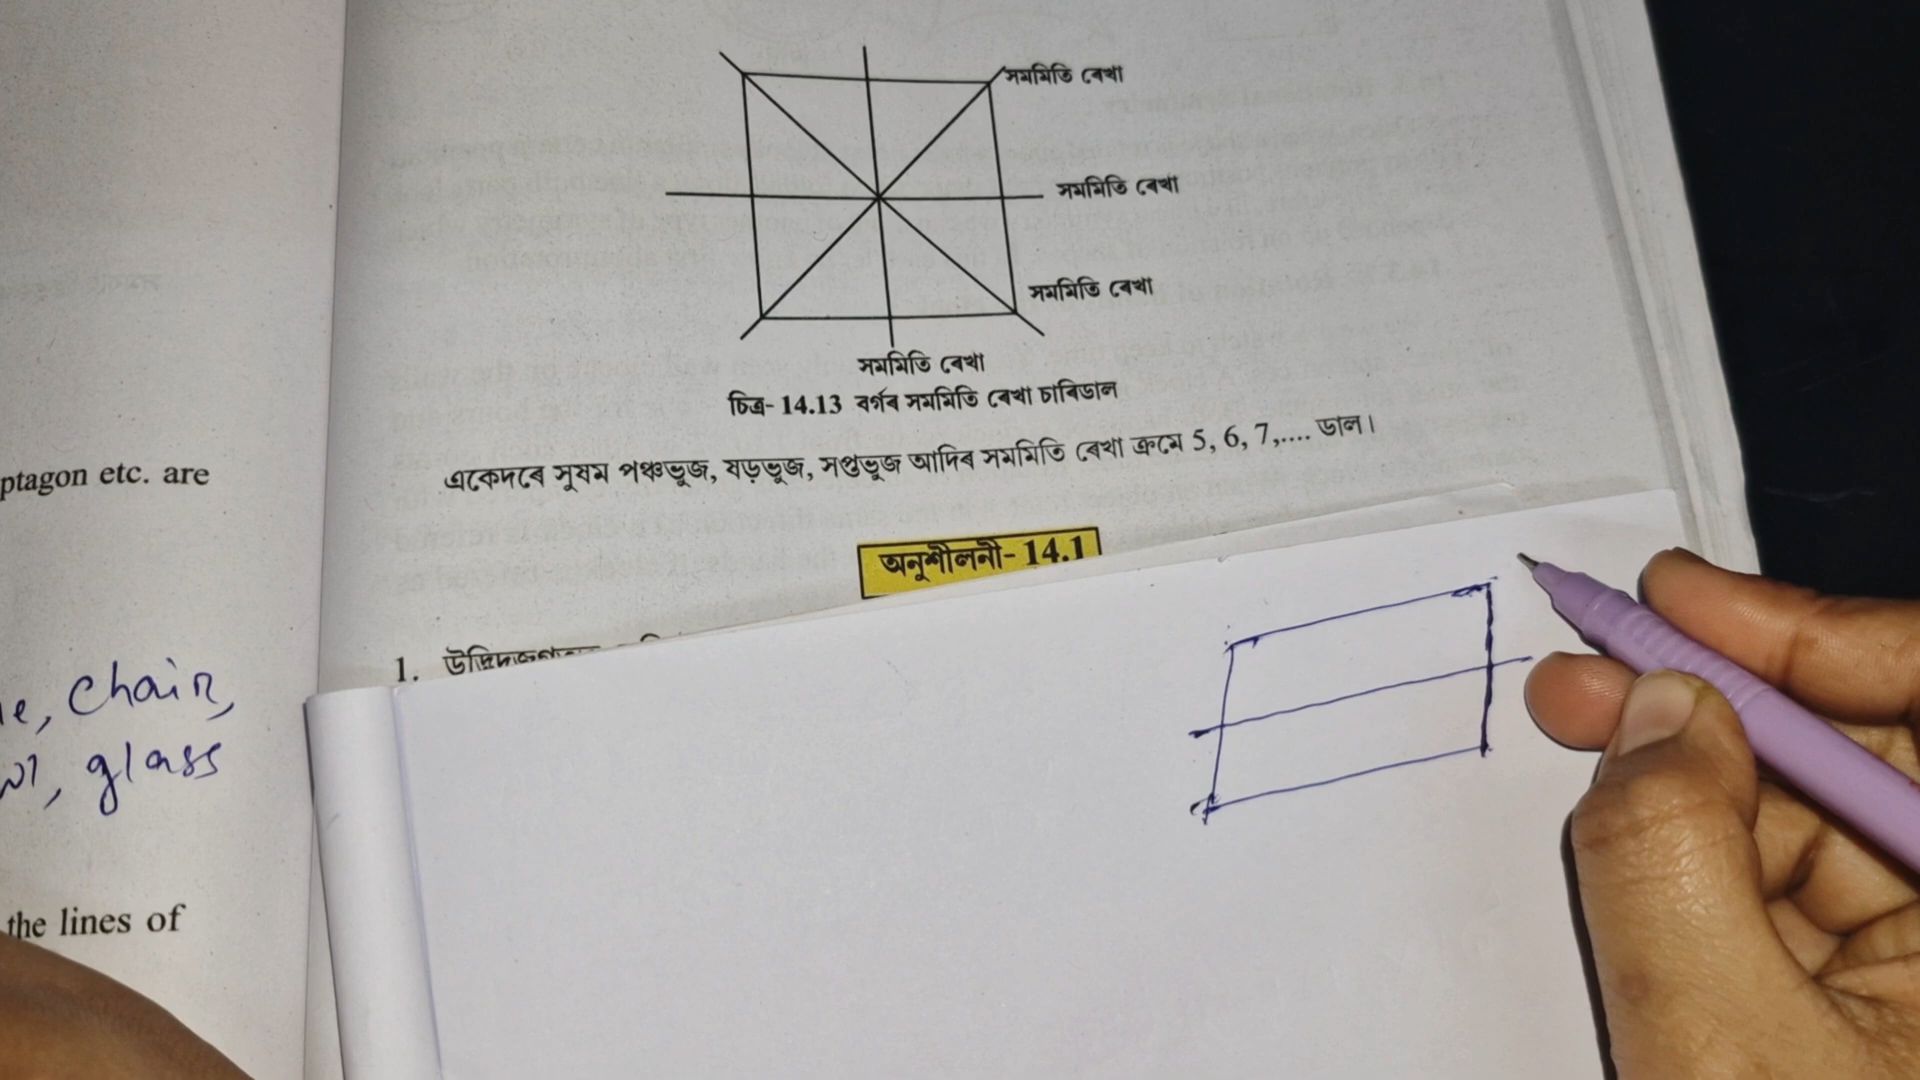 সমমিতি ৰেখা
সমমিতি ৰেখা
সমমিতি ৰেখা
সমমিতি ৰেখা
চিত্ৰ- 14.13 বৰ্গৰ সমমিতি ৰেখা চাৰিডাল
একেদৰে সুষম পঞ্চভূজ, ষড়ভূজ, সপ্তভূজ আদিৰ সমমিতি ৰেখা ক্ৰমে 5, 6, 7,.... ডাল।
অনুশীলনী- 14.1
1.
ptagon etc. are
chair,
glass
the lines of